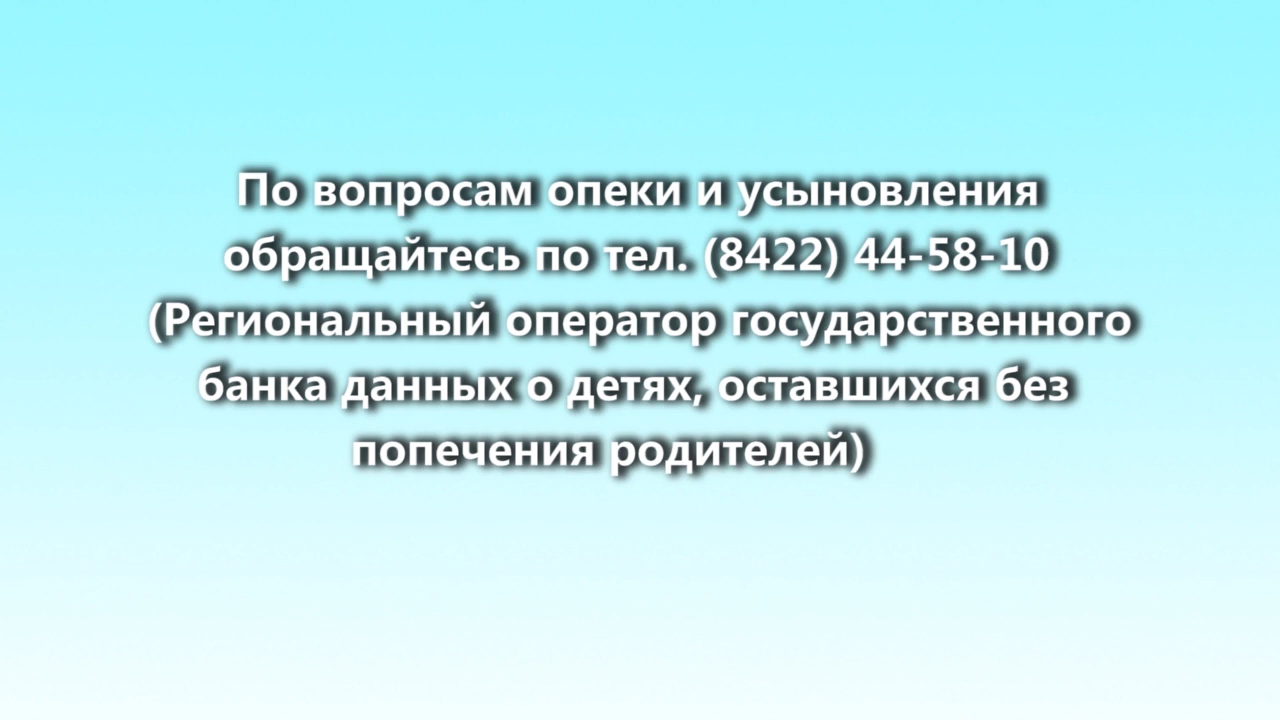 По вопросам опеки и усыновления
обращайтесь по тел. (8422) 44-58-10
(Региональный оператор государственного
банка данных о детях, оставшихся без
попечения родителей)